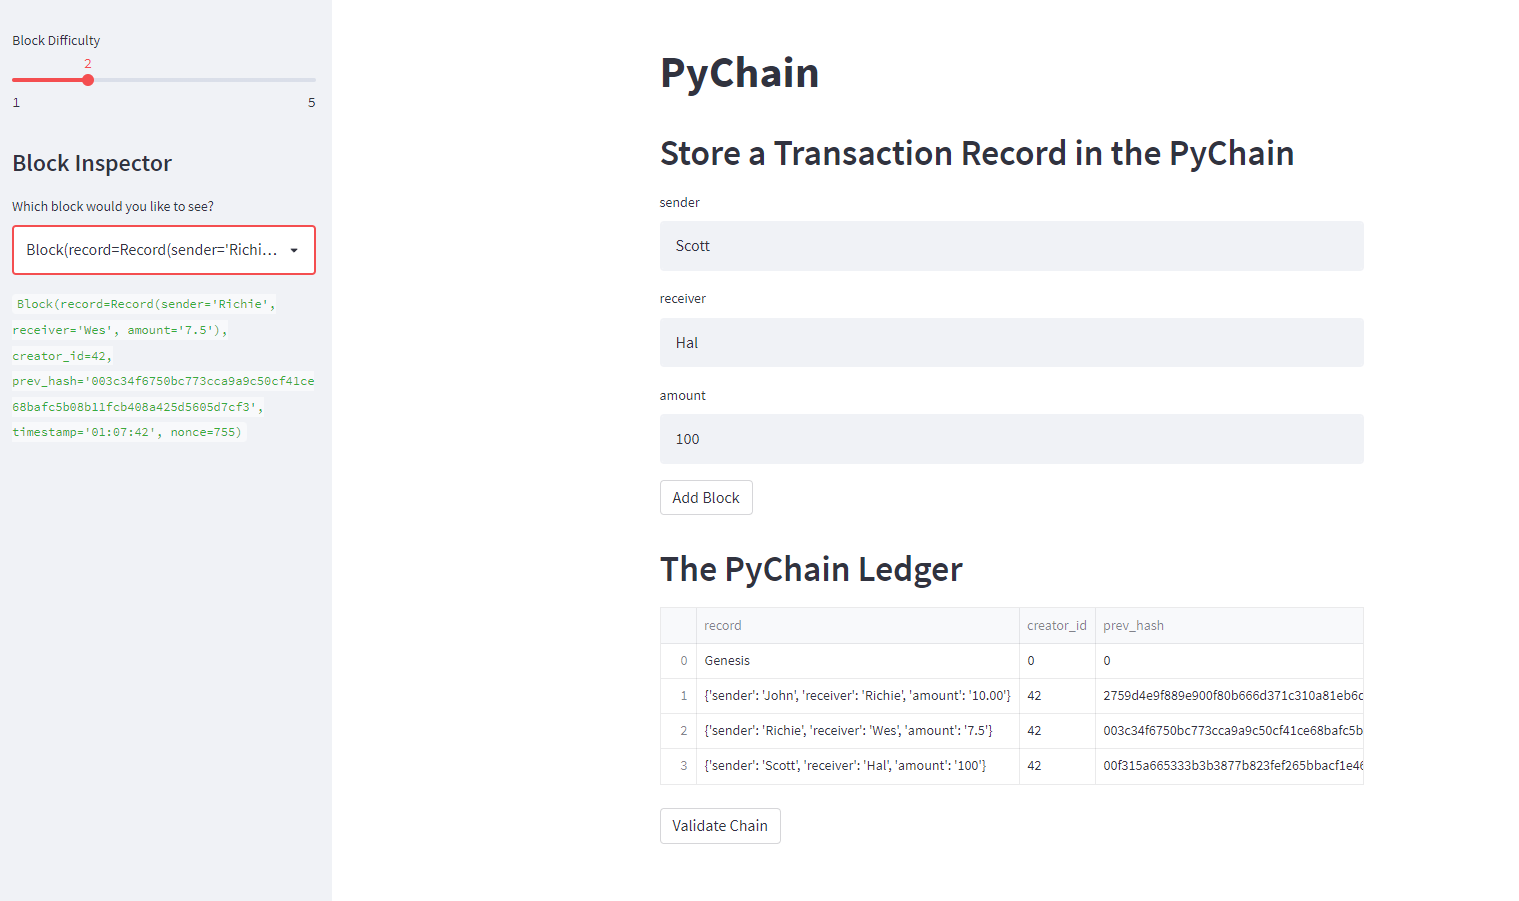 Block Difficulty
2
1 5
Block Inspector
Which block would you like to see?
Block(record=Record(sender='Richi...
Block(record=Record(sender='Richie',
receiver='Wes', amount='7.5'),
creator_id=42,
prev_hash='003c34f6750bc773cca9a9c50cf41ce
68bafc5b08b11fcb408a425d5605d7cf3',
timestamp='01:07:42', nonce=755)
PyChain
Store a Transaction Record in the PyChain
sender
Scott
receiver
Hal
amount
100
Add Block
The PyChain Ledger
record creator_id prev_hash
0 Genesis 0 0
1 {'sender': 'John', 'receiver': 'Richie', 'amount': '10.00'} 42 2759d4e9f889e900f80b666d371c310a81eb6c
2 {'sender': 'Richie', 'receiver': 'Wes', 'amount': '7.5'} 42 003c34f6750bc773cca9a9c50cf41ce68bafc5b
3 {'sender': 'Scott', 'receiver': 'Hal', 'amount': '100'} 42 00f315a665333b3b3877b823fef265bbacf1e46
Validate Chain